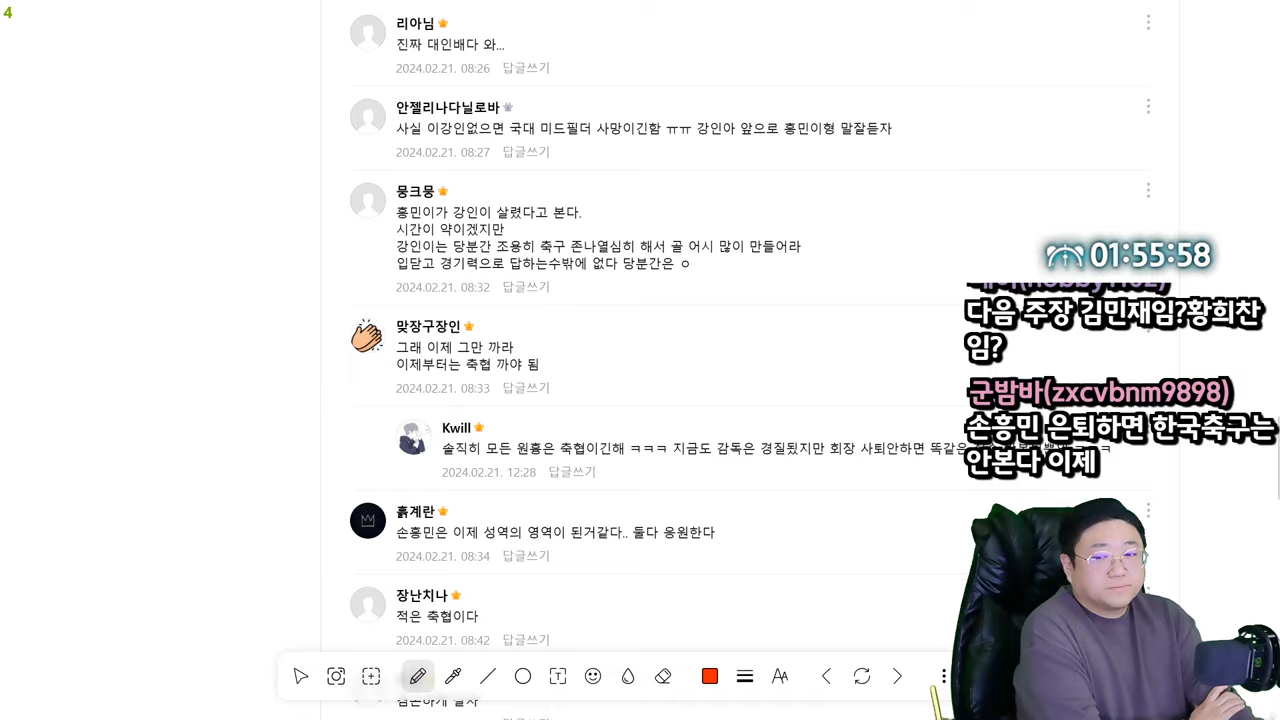 4
리아님
진짜 대인배다 와...
2024.02.21. 08:26 답글쓰기
안젤리나다닐로바
사실 이강인없으면 국대 미드필더 사망이긴함 ㅠㅠ 강인아 앞으로 흥민이형 말잘듣자
2024.02.21. 08:27 답글쓰기
뭉크뭉
흥민이가 강인이 살렸다고 본다.
시간이 약이겠지만
강인이는 당분간 조용히 축구 존나열심히 해서 골 어시 많이 만들어라
입닫고 경기력으로 답하는수밖에 없다 당분간은 ㅇ
2024.02.21. 08:32 답글쓰기
맞장구장인
그래 이제 그만 까라
이제부터는 축협 까야 됨
2024.02.21. 08:33 답글쓰기
Kwill
솔직히 모든 원흉은 축협이긴해 ㅋㅋㅋ 지금도 감독은 경질됬지만 회장 사퇴안하면 똑같은
2024.02.21. 12:28 답글쓰기
흙계란
손흥민은 이제 성역의 영역이 된거같다.. 둘다 응원한다
2024.02.21. 08:34 답글쓰기
장난치나
적은 축협이다
2024.02.21. 08:42 답글쓰기
01:55:58
다음 주장 김민재임?황희찬
임?
군밤바(zxcvbnm9898)
손흥민 은퇴하면 한국축구는
안본다 이제